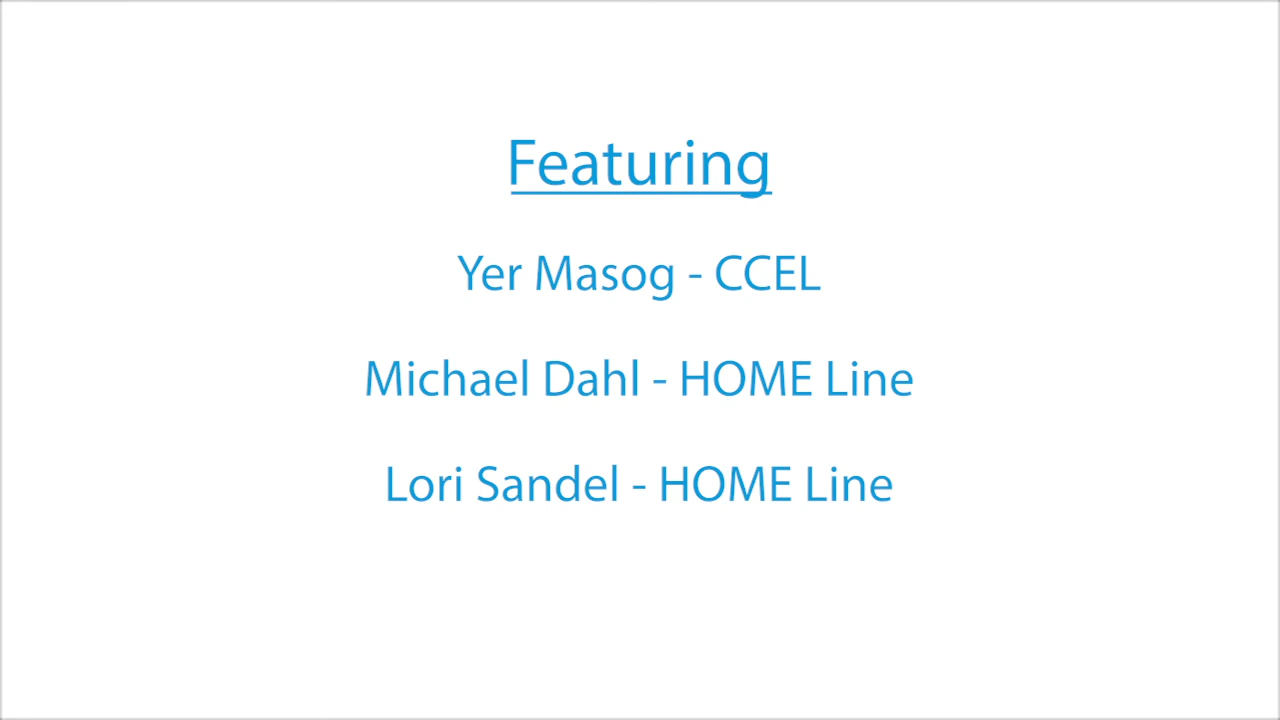 Featuring
Yer Masog - CCEL
Michael Dahl - HOME Line
Lori Sandel - HOME Line